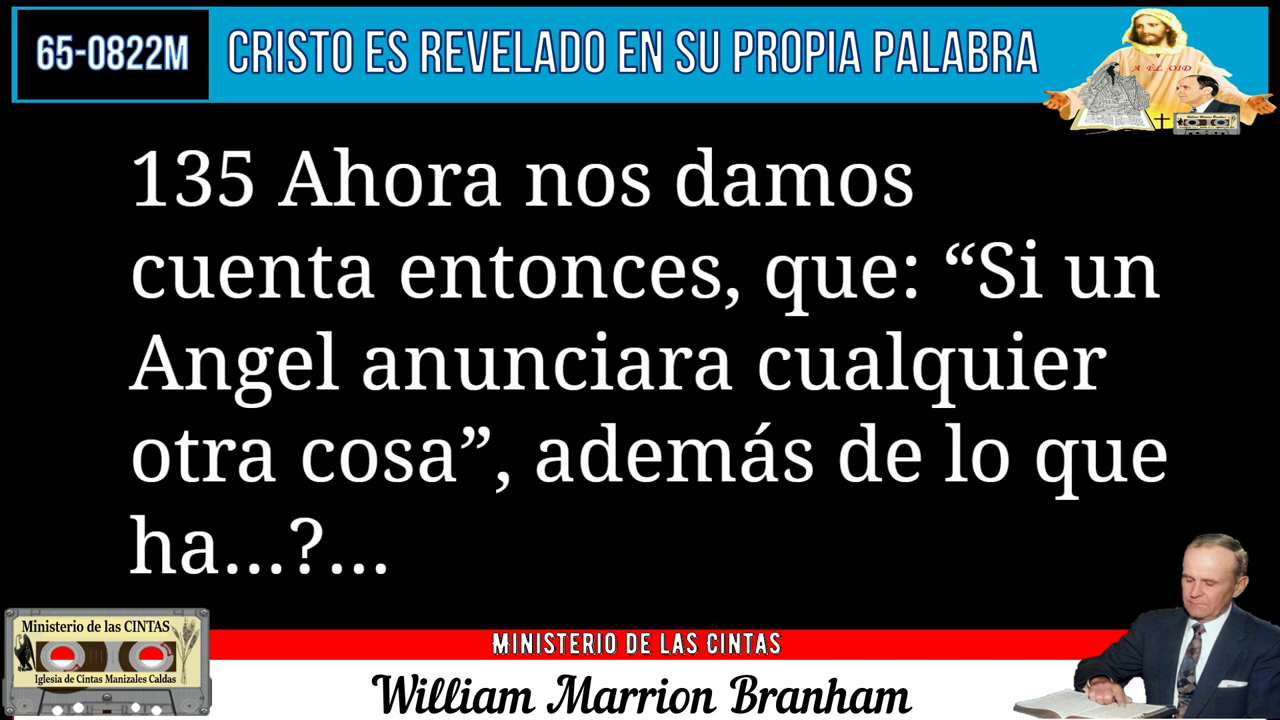 65-0822M
CRISTO ES REVELADO EN SU PROPIA PALABRA
A ÉL OID
135 Ahora nos damos
cuenta entonces, que: “Si un
Angel anunciara cualquier
otra cosa”, además de lo que
ha...?...
Ministerio de las CINTAS
Iglesia de Cintas Manizales Caldas
MINISTERIO DE LAS CINTAS
William Marrion Branham